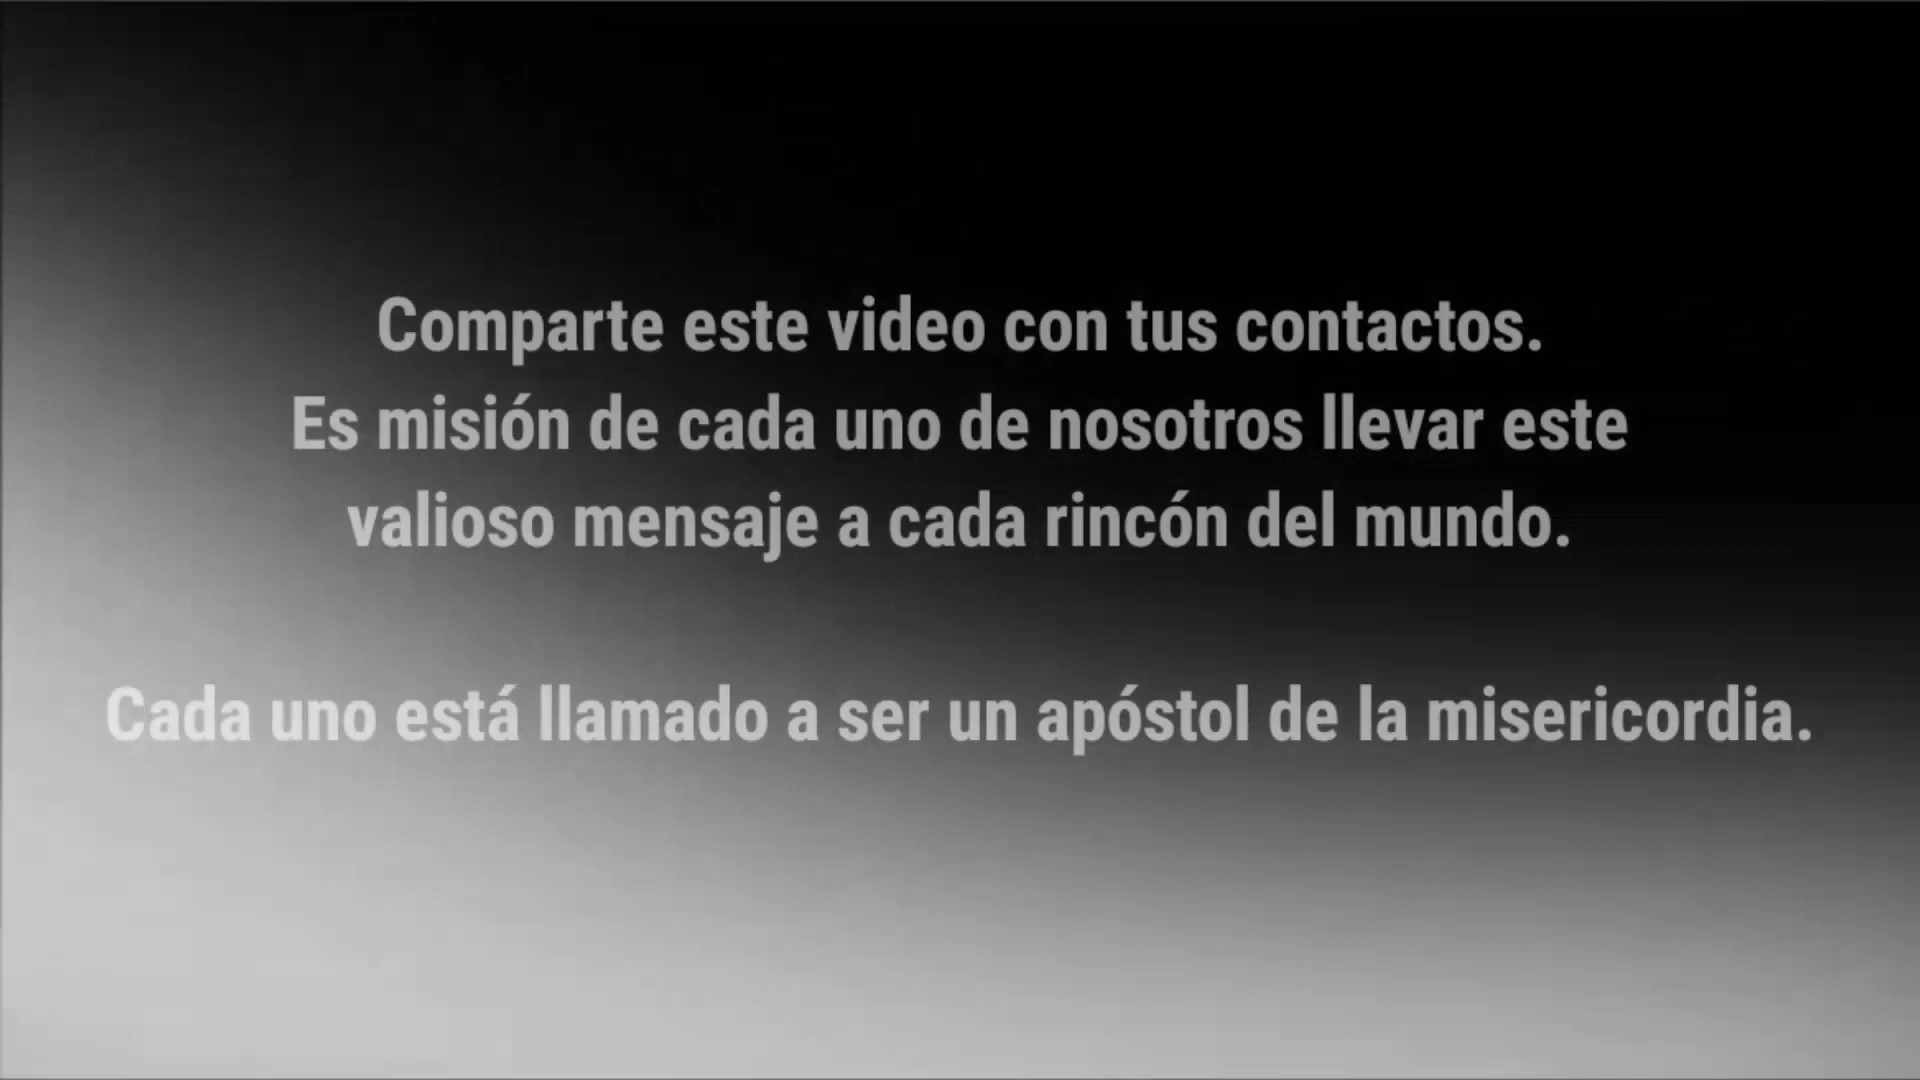 Comparte este video con tus contactos.
Es misión de cada uno de nosotros llevar este
valioso mensaje a cada rincón del mundo.
Cada uno está llamado a ser un apóstol de la misericordia.